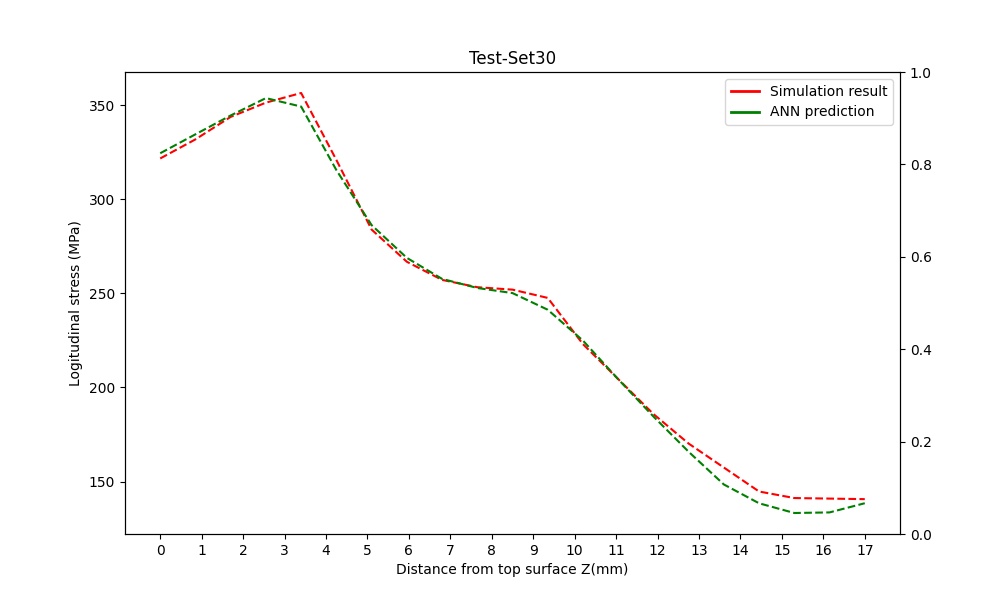 Test-Set30
Simulation result
ANN prediction
350
300
250
200
150
Logitudinal stress (MPa)
1.0
0.8
0.6
0.4
0.2
0.0
0 1 2 3 4 5 6 7 8 9 10 11 12 13 14 15 16 17
Distance from top surface Z(mm)